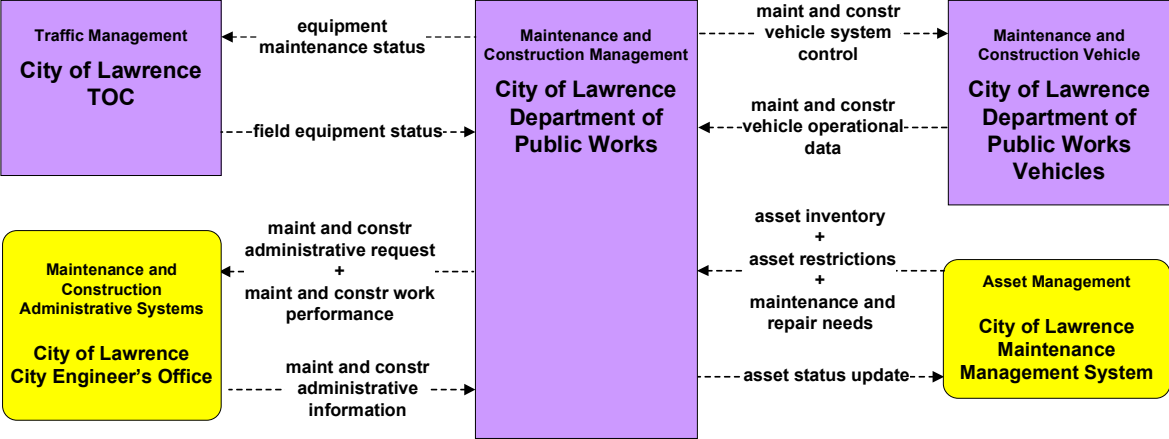 Traffic Management
City of Lawrence
TOC
equipment
maintenance status
field equipment status
Maintenance and
Construction Management
City of Lawrence
Department of
Public Works
maint and constr
vehicle system
control
maint and constr
vehicle operational
data
Maintenance and
Construction Vehicle
City of Lawrence
Department of
Public Works
Vehicles
Maintenance and
Construction
Administrative Systems
City of Lawrence
City Engineer’s Office
maint and constr
administrative request
+
maint and constr work
performance
maint and constr
administrative
information
asset inventory
+
asset restrictions
+
maintenance and
repair needs
asset status update
Asset Management
City of Lawrence
Maintenance
Management System